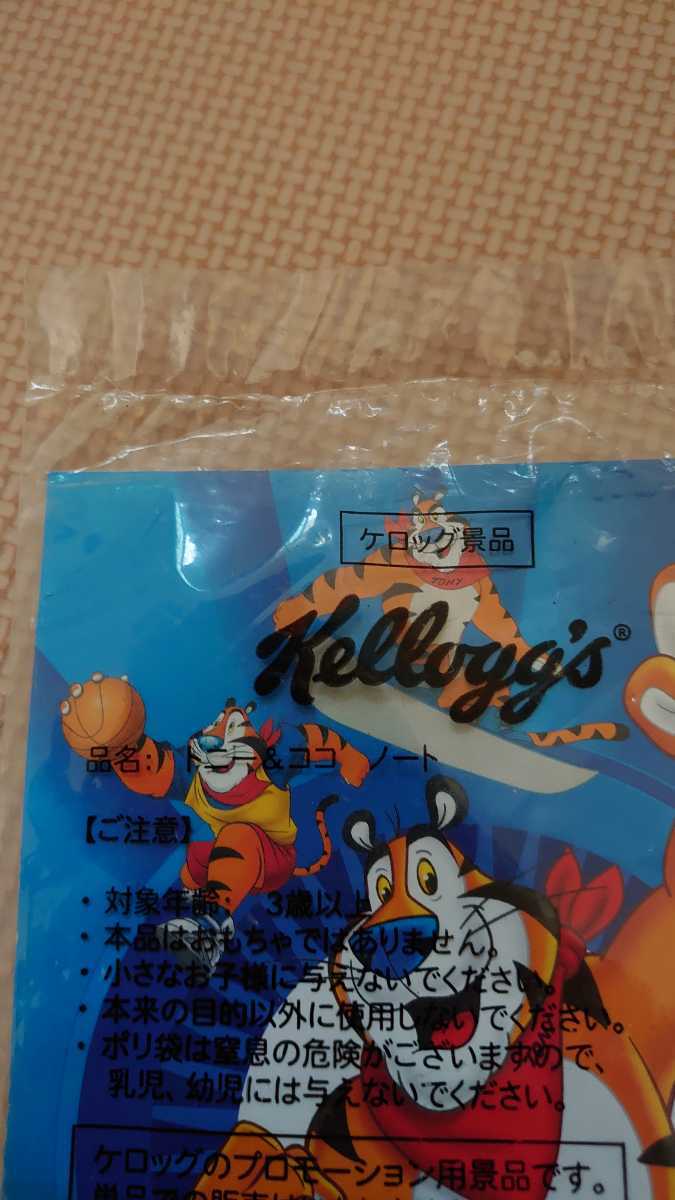 ケロッグ景品
TONY
Kellogg's®
品名： トニー＆ココ ノート
【ご注意】
・対象年齢： 3歳以上
・本品はおもちゃではありません。
・小さなお子様に与えないでください。
・本来の目的以外に使用しないでください。
・ポリ袋は窒息の危険がございますので、
乳児、幼児には与えないでください。
ケロッグのプロモーション用景品です。